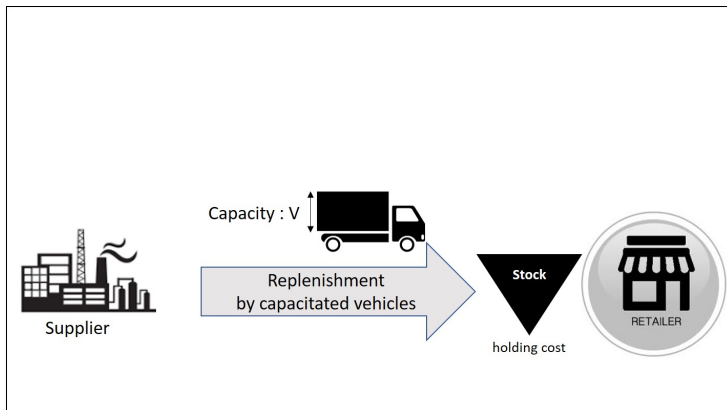 Capacity : V
Replenishment
by capacitated vehicles
Supplier
Stock
holding cost
RETAILER